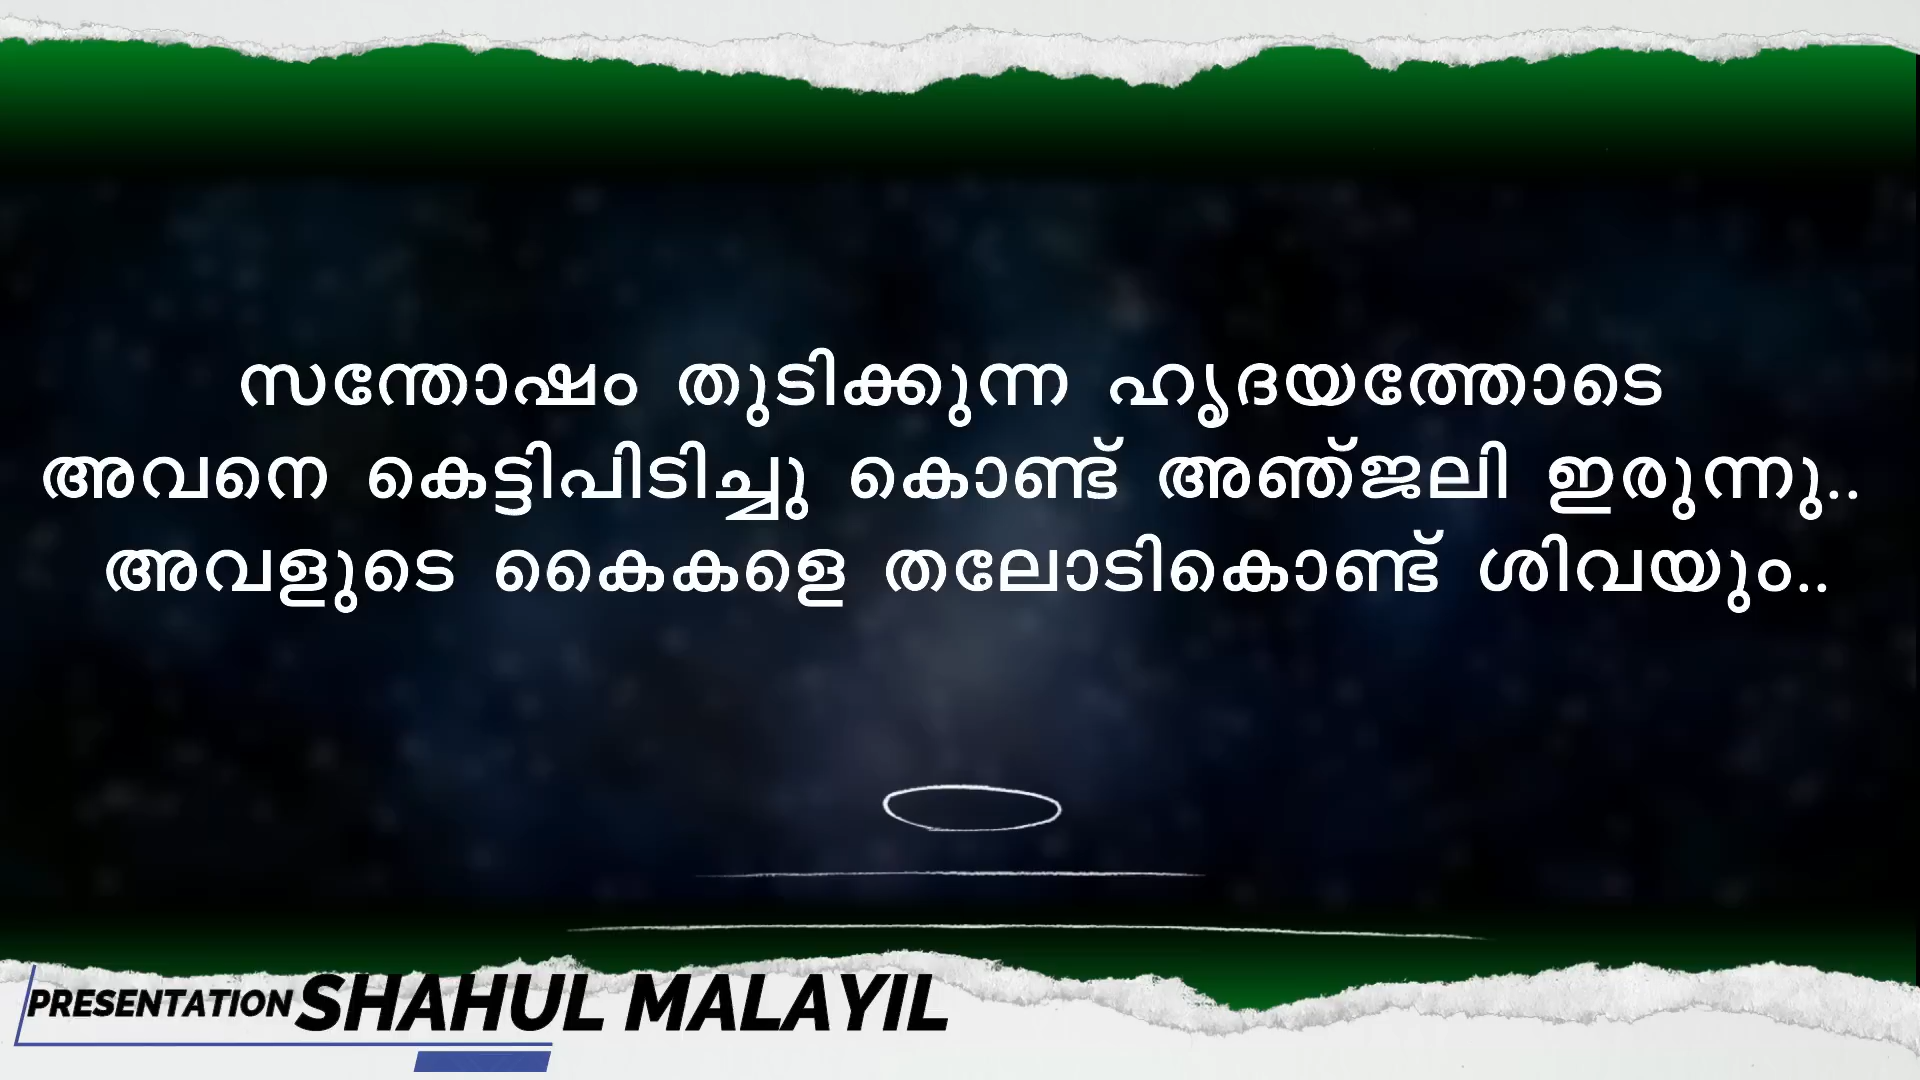 സന്തോഷം തുടിക്കുന്ന ഹൃദയത്തോടെ
അവനെ കെട്ടിപിടിച്ചു കൊണ്ട് അഞ്ജലി ഇരുന്നു..
അവളുടെ കൈകളെ തലോടികൊണ്ട് ശിവയും..
PRESENTATION SHAHUL MALAYIL